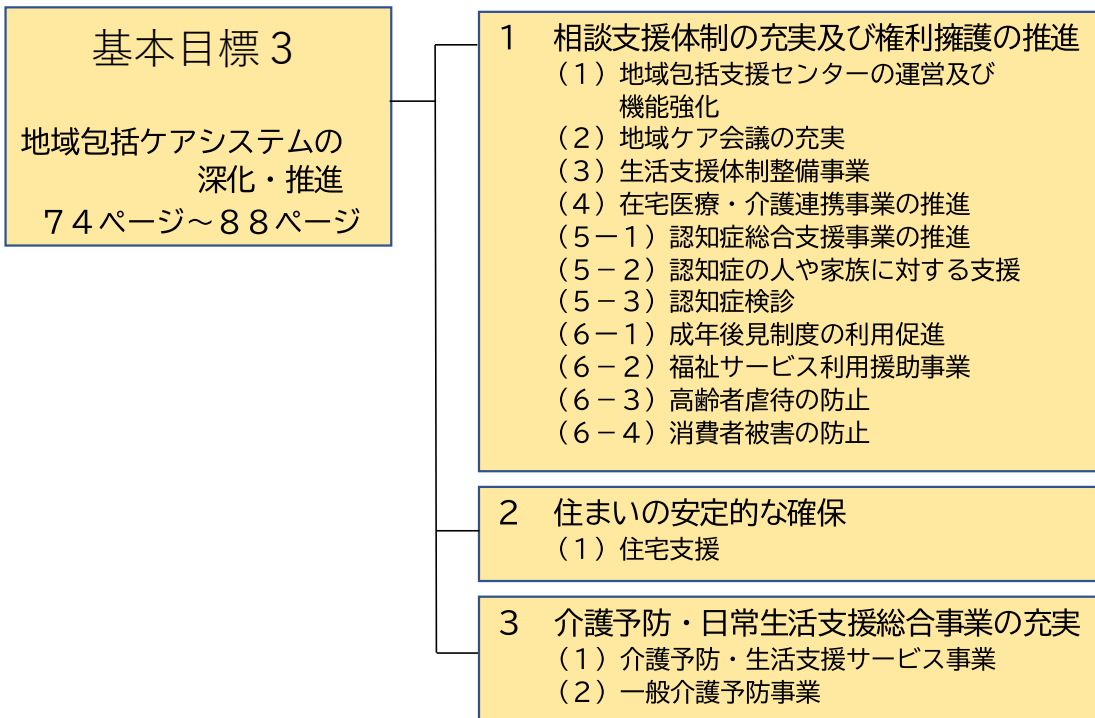 基本目標３
地域包括ケアシステムの
深化・推進
７４ページ～８８ページ
１　相談支援体制の充実及び権利擁護の推進
（１）地域包括支援センターの運営及び
機能強化
（２）地域ケア会議の充実
（３）生活支援体制整備事業
（４）在宅医療・介護連携事業の推進
（５－１）認知症総合支援事業の推進
（５－２）認知症の人や家族に対する支援
（５－３）認知症検診
（６－１）成年後見制度の利用促進
（６－２）福祉サービス利用援助事業
（６－３）高齢者虐待の防止
（６－４）消費者被害の防止
２　住まいの安定的な確保
（１）住宅支援
３　介護予防・日常生活支援総合事業の充実
（１）介護予防・生活支援サービス事業
（２）一般介護予防事業